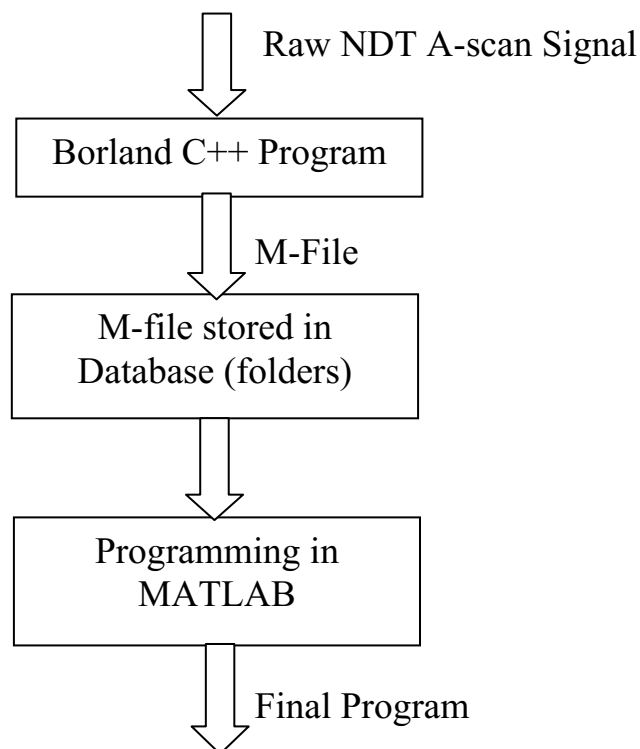 Raw NDT A-scan Signal
Borland C++ Program
M-File
M-file stored in
Database (folders)
Programming in
MATLAB
Final Program